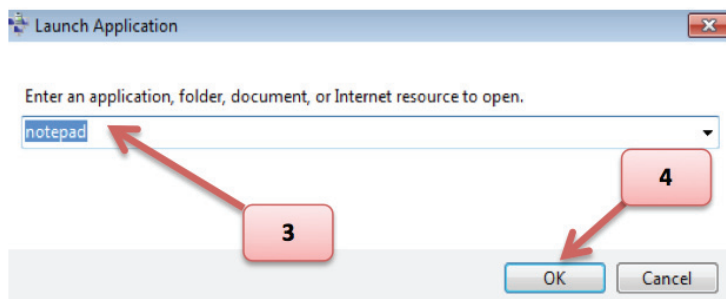 Launch Application
Enter an application, folder, document, or Internet resource to open.
notepad
4
3
OK Cancel